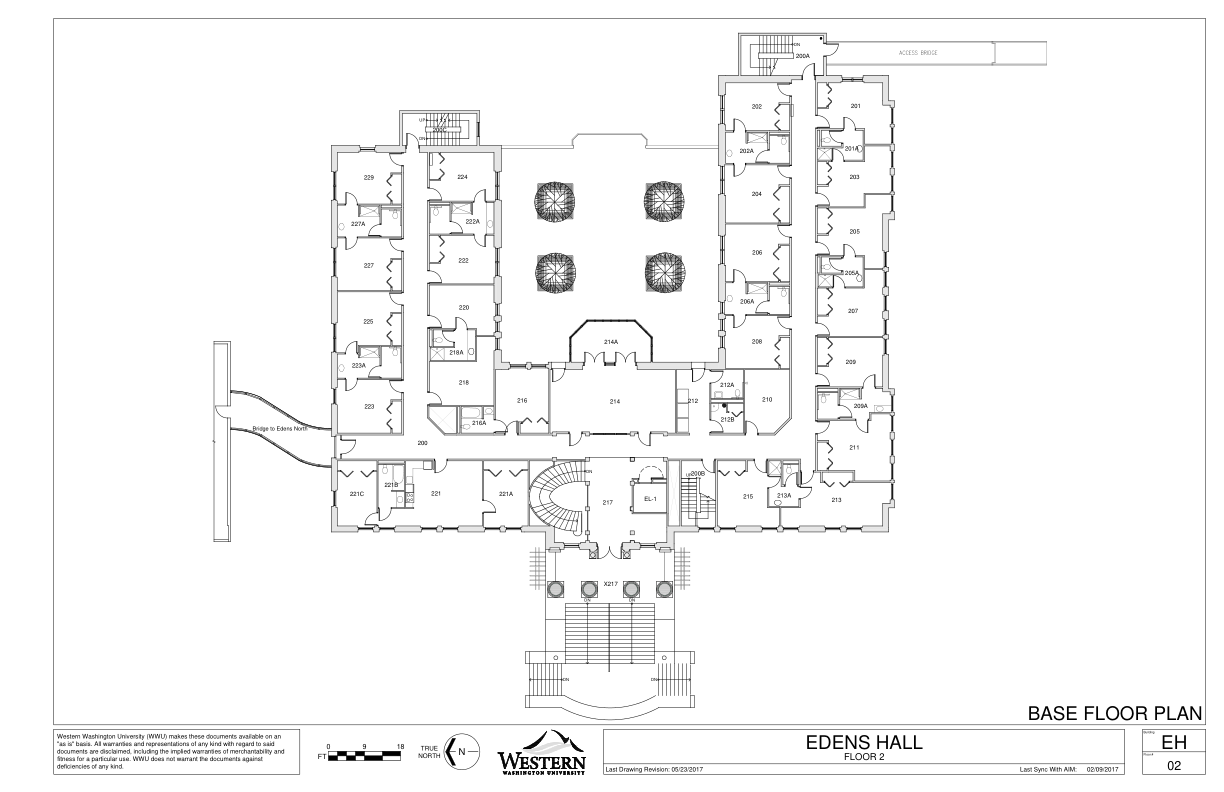 DN
200A
ACCESS BRIDGE
202
201
UP
200C
DN
202A
201A
229
224
204
203
227A
222A
205
227
222
206
205A
220
206A
207
225
214A
208
209
218A
223A
218
212A
223
216
214
212
210
209A
216A
212B
Bridge to Edens North
200
211
DN
UP
200B
221C
221B
221
221A
217
EL-1
215
213A
213
X217
DN
DN
DN
DN
BASE FLOOR PLAN
Western Washington University (WWU) makes these documents available on an
"as is" basis. All warranties and representations of any kind with regard to said
documents are disclaimed, including the implied warranties of merchantability and
fitness for a particular use. WWU does not warrant the documents against
deficiencies of any kind.
0 9 18
FT
TRUE
NORTH
N
WESTERN
WASHINGTON UNIVERSITY
EDENS HALL
FLOOR 2
Last Drawing Revision: 05/23/2017
Last Sync With AIM: 02/09/2017
EH
02